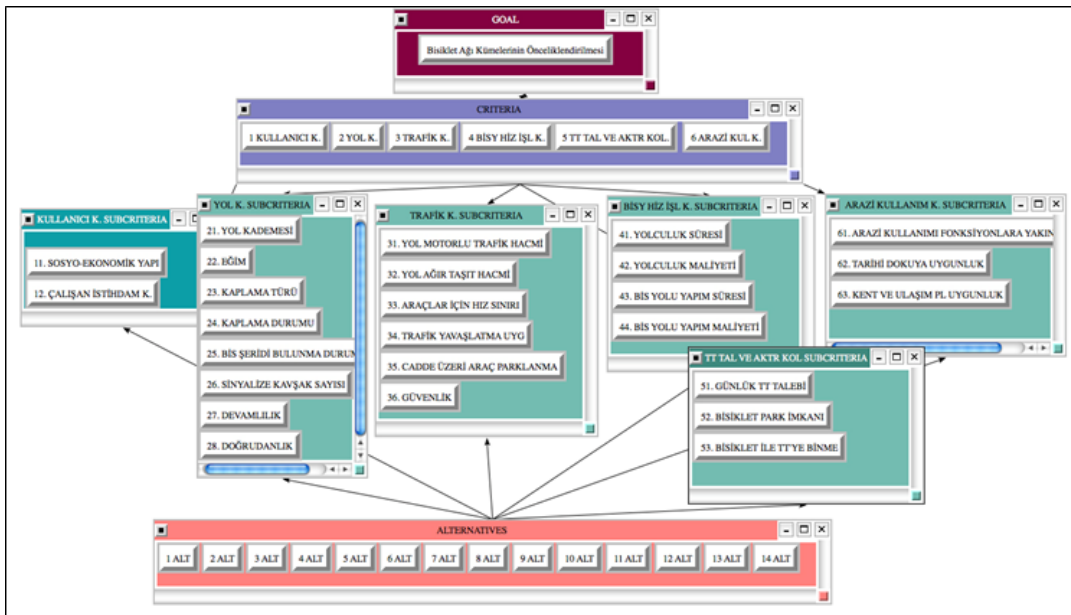 GOAL
Bisiklet Ağı Kümelerinin Önceliklendirilmesi
CRITERIA
1 KULLANICI K.
2 YOL K.
3 TRAFİK K.
4 BİSY HİZ İŞL K.
5 TT TAL VE AKTR KOL.
6 ARAZİ KUL K.
KULLANICI K. SUBCRITERIA
11. SOSYO-EKONOMİK YAPI
12. ÇALIŞAN İSTİHDAM K.
YOL K. SUBCRITERIA
21. YOL KADEMESİ
22. EĞİM
23. KAPLAMA TÜRÜ
24. KAPLAMA DURUMU
25. BİS ŞERİDİ BULUNMA DURUM
26. SİNYALİZE KAVŞAK SAYISI
27. DEVAMLILIK
28. DOĞRUDANLIK
TRAFİK K. SUBCRITERIA
31. YOL MOTORLU TRAFİK HACMİ
32. YOL AĞIR TAŞIT HACMİ
33. ARAÇLAR İÇİN HIZ SINIRI
34. TRAFİK YAVAŞLATMA UYG
35. CADDE ÜZERİ ARAÇ PARKLANMA
36. GÜVENLİK
BİSY HİZ İŞL K. SUBCRITERIA
41. YOLCULUK SÜRESİ
42. YOLCULUK MALİYETİ
43. BİS YOLU YAPIM SÜRESİ
44. BİS YOLU YAPIM MALİYETİ
ARAZİ KULLANIM K. SUBCRITERIA
61. ARAZİ KULLANIMI FONKSİYONLARA YAKIN
62. TARİHİ DOKUYA UYGUNLUK
63. KENT VE ULAŞIM PL UYGUNLUK
TT TAL VE AKTR KOL SUBCRITERIA
51. GÜNLÜK TT TALEBİ
52. BİSİKLET PARK İMKANI
53. BİSİKLET İLE TT'YE BİNME
ALTERNATIVES
1 ALT
2 ALT
3 ALT
4 ALT
5 ALT
6 ALT
7 ALT
8 ALT
9 ALT
10 ALT
11 ALT
12 ALT
13 ALT
14 ALT